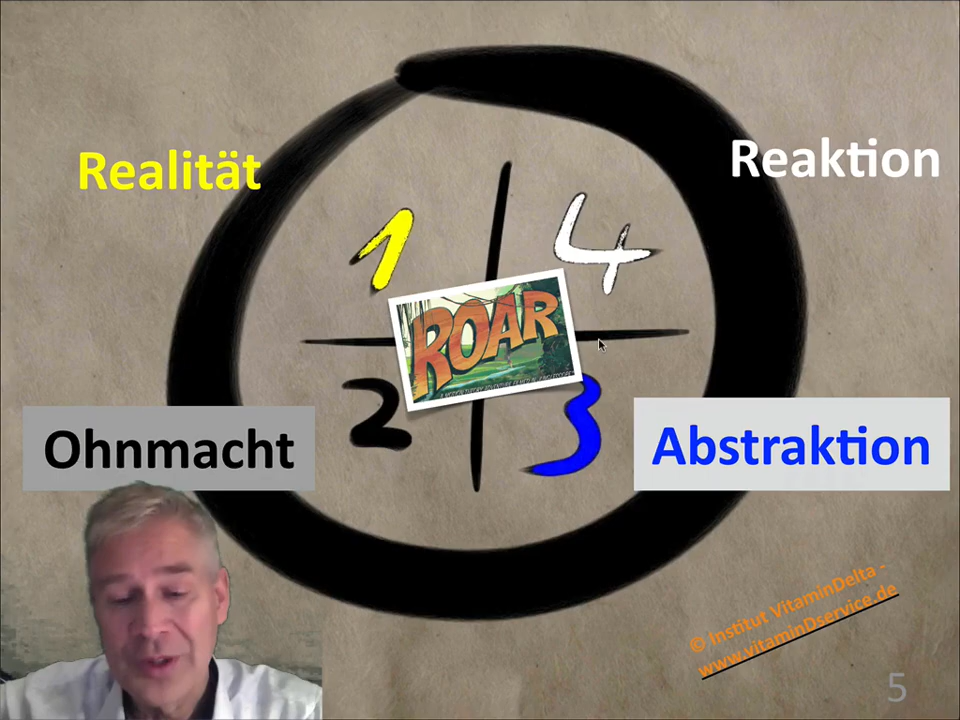 Realität
Reaktion
1
4
ROAR
2
3
Ohnmacht
Abstraktion
© Institut VitaminDelta -
www.vitaminDservice.de
5